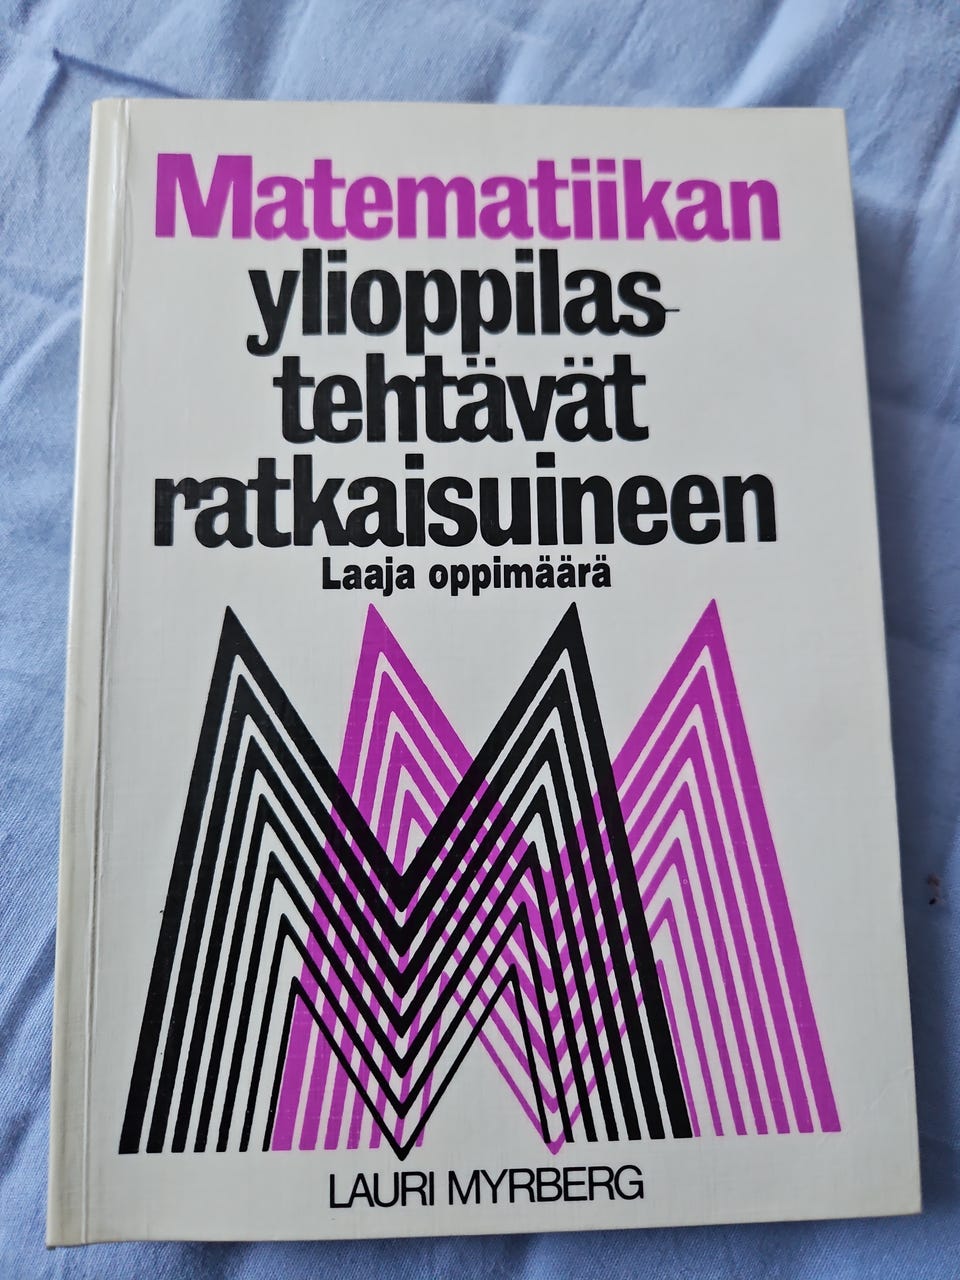 Matematiikan
ylioppilas-
tehtävät
ratkaisuineen
Laaja oppimäärä
LAURI MYRBERG